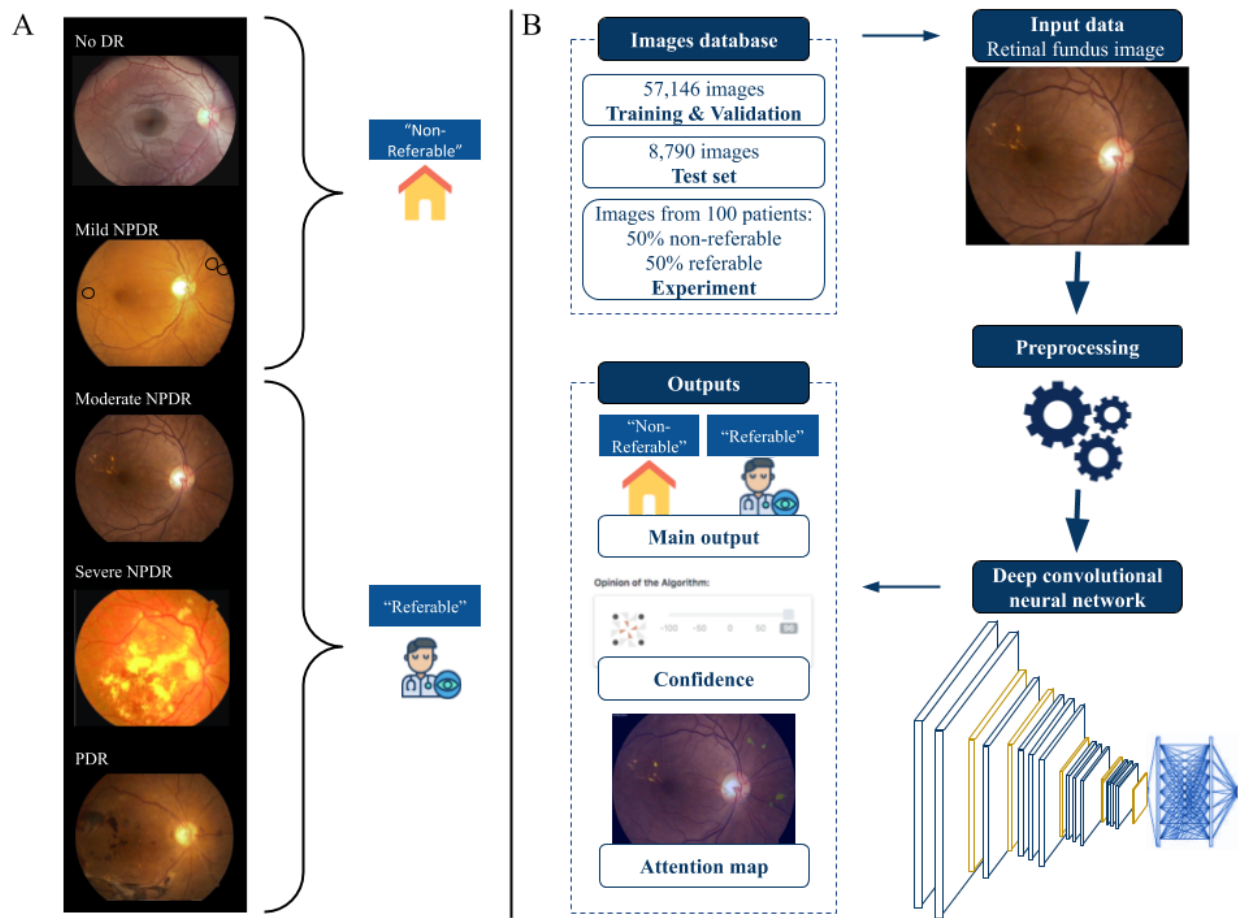 A
No DR
Mild NPDR
Moderate NPDR
Severe NPDR
PDR
“Non-
Referable”
“Referable”
B
Images database
57,146 images
Training & Validation
8,790 images
Test set
Images from 100 patients:
50% non-referable
50% referable
Experiment
Input data
Retinal fundus image
Preprocessing
Deep convolutional
neural network
Outputs
“Non-
Referable”
“Referable”
Main output
Opinion of the Algorithm:
-100 -50 0 50
Confidence
Attention map